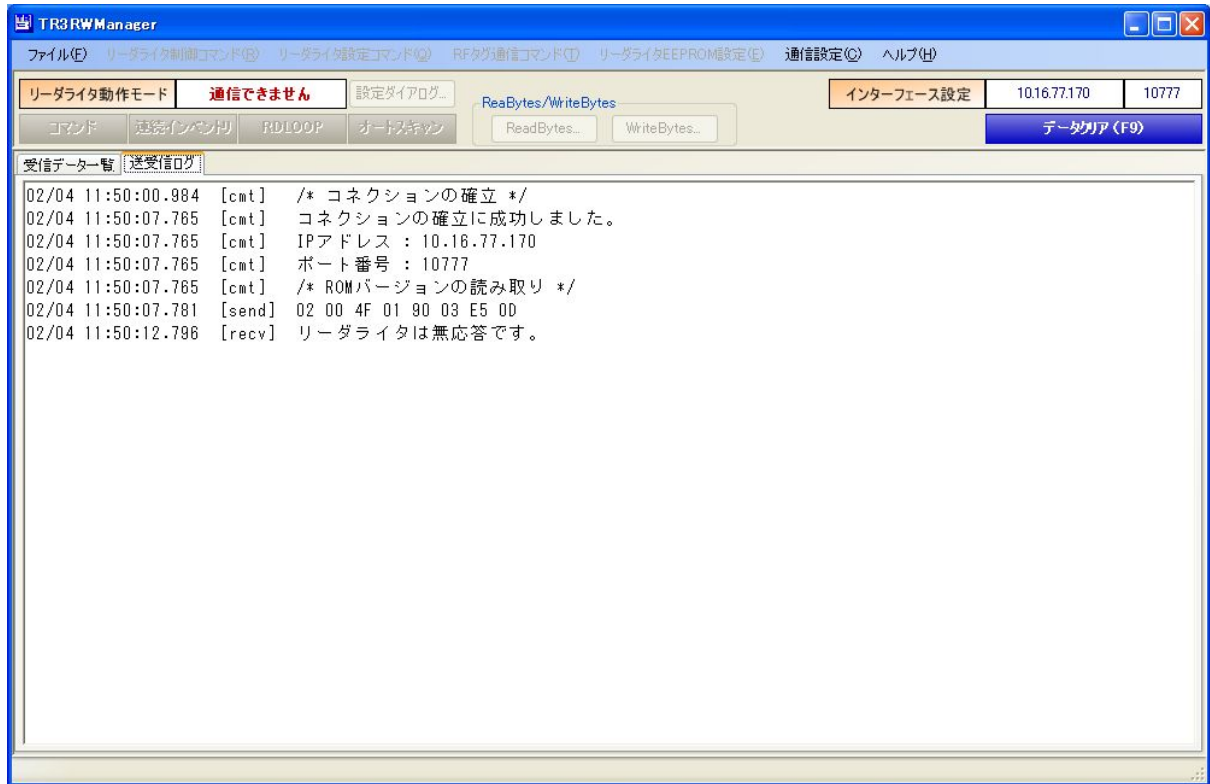 TR3RWManager
ファイル(F) リーダライタ制御コマンド(R) リーダライタ設定コマンド(Q) RFタグ通信コマンド(T) リーダライタEEPROM設定(E) 通信設定(C) ヘルプ(H)
リーダライタ動作モード 通信できません 設定ダイアログ... ReaBytes/WriteBytes インターフェース設定 10.16.77.170 10777
コマンド 連続インベントリ RDLOOP オートスキャン ReadBytes... WriteBytes... データクリア(F9)
受信データ一覧 送受信ログ
02/04 11:50:00.984 [cmt] /* コネクションの確立 */
02/04 11:50:07.765 [cmt] コネクションの確立に成功しました。
02/04 11:50:07.765 [cmt] IPアドレス : 10.16.77.170
02/04 11:50:07.765 [cmt] ポート番号 : 10777
02/04 11:50:07.765 [cmt] /* ROMバージョンの読み取り */
02/04 11:50:07.781 [send] 02 00 4F 01 90 03 E5 0D
02/04 11:50:12.796 [recv] リーダライタは無応答です。